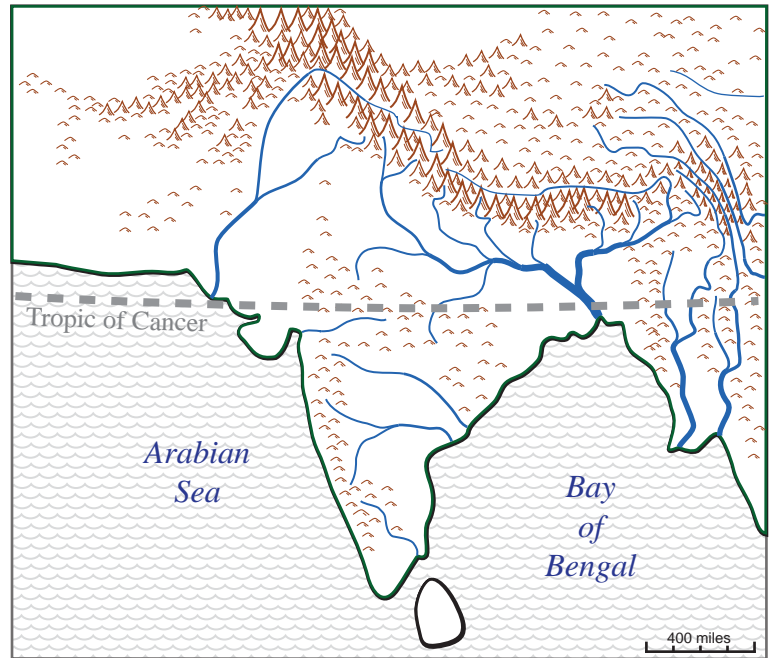 Tropic of Cancer
Arabian
Sea
Bay
of
Bengal
400 miles